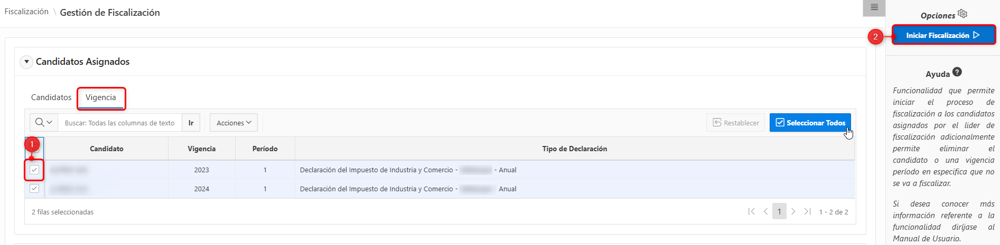 Fiscalización \ Gestión de Fiscalización
Opciones
Iniciar Fiscalización
2
Candidatos Asignados
Candidatos Vigencia
Buscar: Todas las columnas de texto Ir Acciones Restablecer Seleccionar Todos
1
Candidato Vigencia Período Tipo de Declaración
2023 1 Declaración del Impuesto de Industria y Comercio - - Anual
2024 1 Declaración del Impuesto de Industria y Comercio - Anual
2 filas seleccionadas 1 1 - 2 de 2
Ayuda ?
Funcionalidad que permite
iniciar el proceso de
fiscalización a los candidatos
asignados por el lider de
fiscalización adicionalmente
permite eliminar el
candidato o una vigencia
período en especifica que no
se va a fiscalizar.
Si desea conocer más
información referente a la
funcionalidad diríjase al
Manual de Usuario.